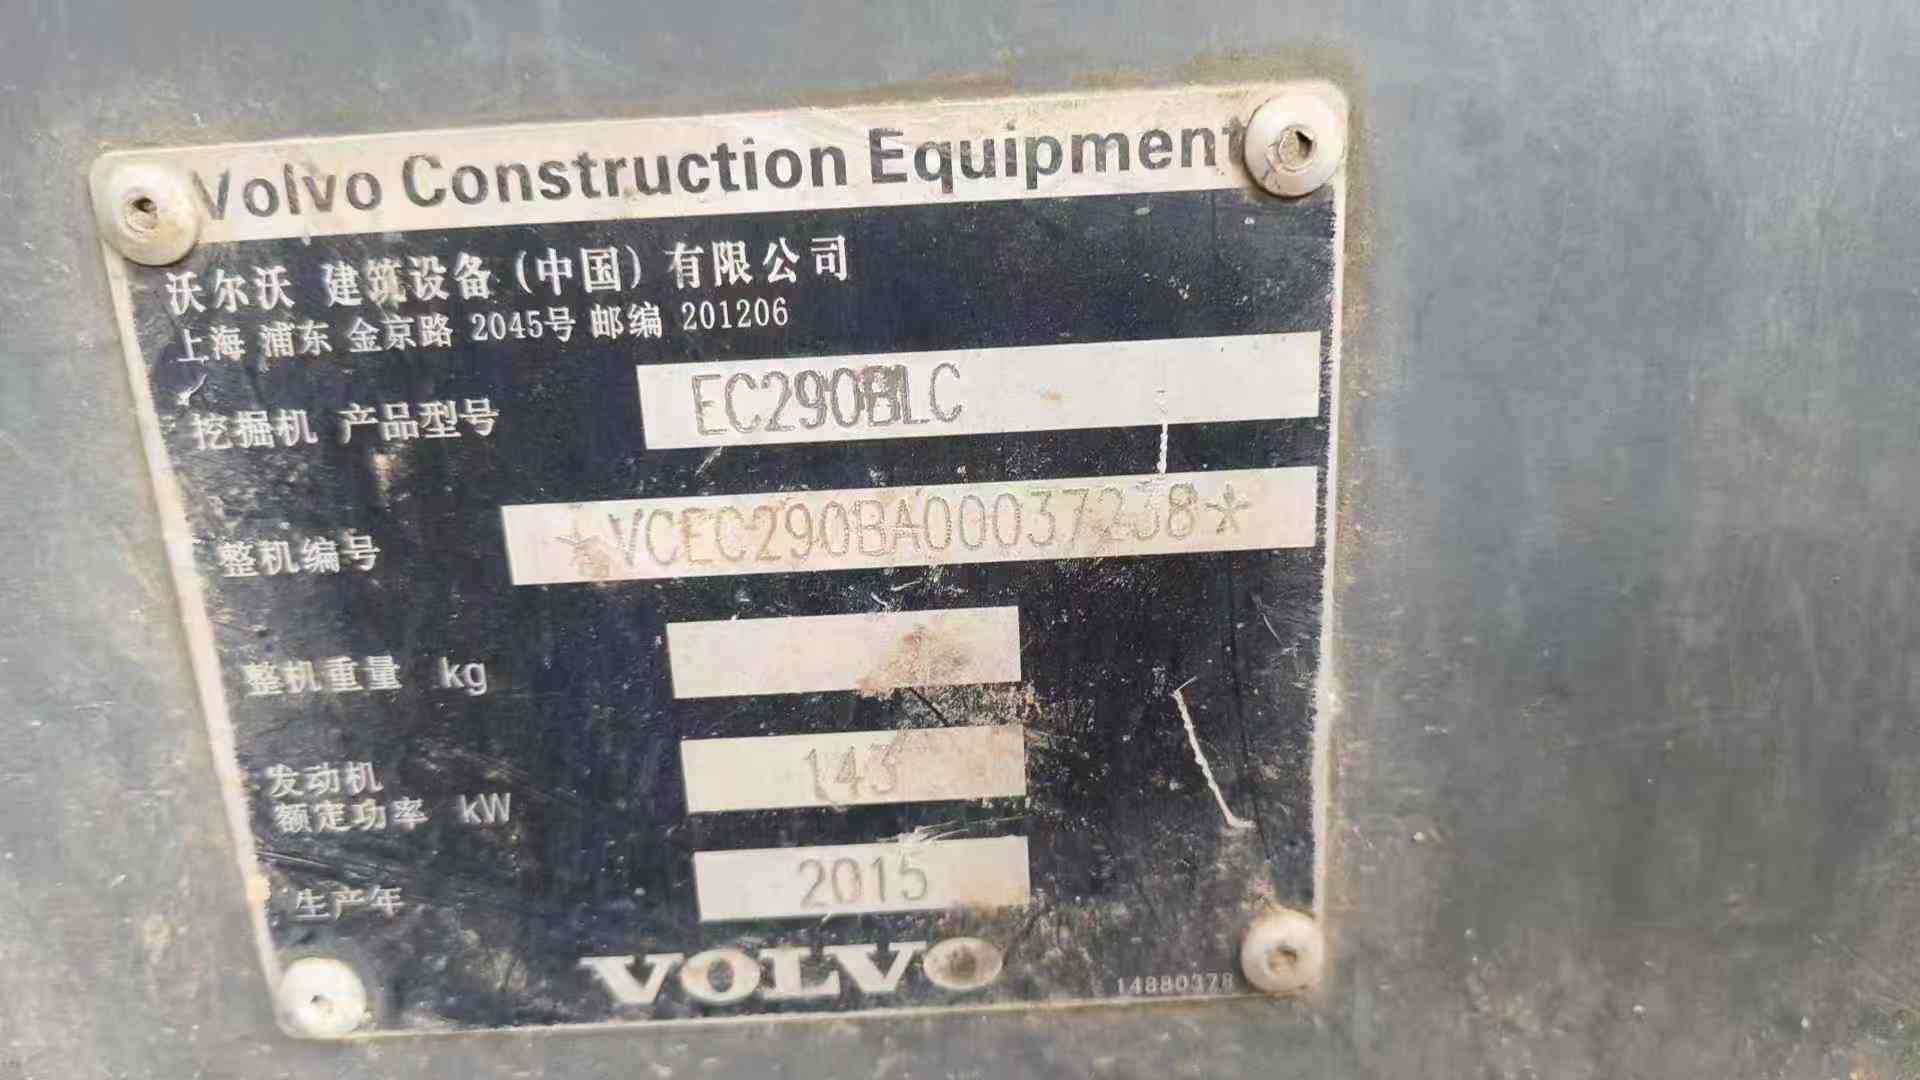 Volvo Construction Equipment
沃尔沃 建筑设备(中国)有限公司
上海 浦东 金京路 2045号 邮编 201206
挖掘机 产品型号 EC290BLC
整机编号 *VCEC290BA00037238*
整机重量 kg
发动机
额定功率 kW 143
生产年 2015
VOLVO
14880378